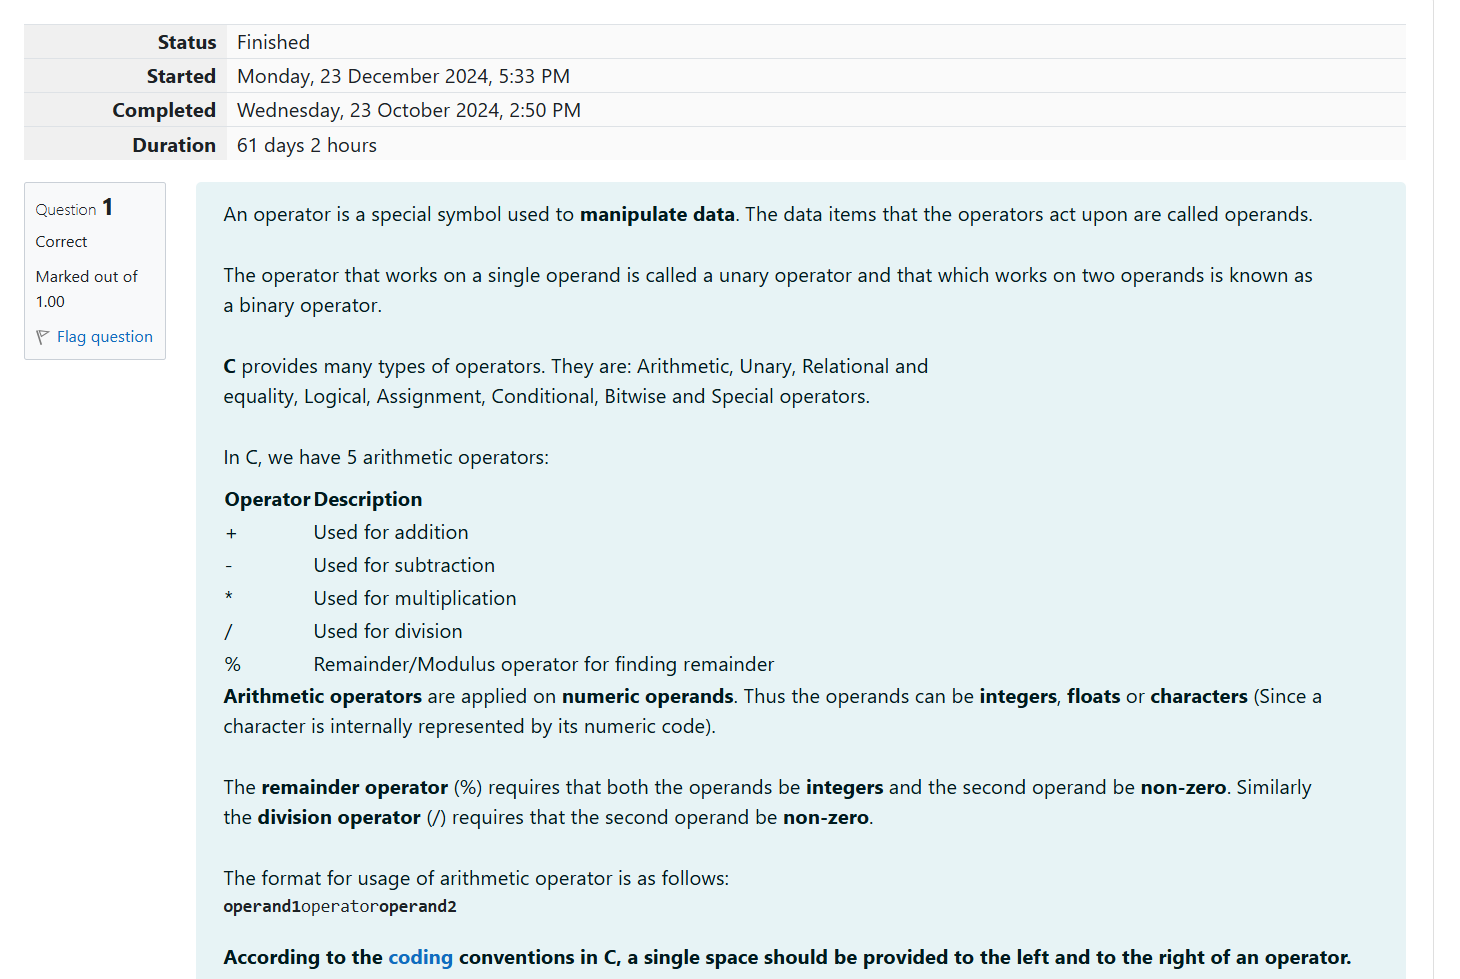 Status Finished
Started Monday, 23 December 2024, 5:33 PM
Completed Wednesday, 23 October 2024, 2:50 PM
Duration 61 days 2 hours
Question 1
Correct
Marked out of
1.00
Flag question
An operator is a special symbol used to manipulate data. The data items that the operators act upon are called operands.
The operator that works on a single operand is called a unary operator and that which works on two operands is known as
a binary operator.
C provides many types of operators. They are: Arithmetic, Unary, Relational and
equality, Logical, Assignment, Conditional, Bitwise and Special operators.
In C, we have 5 arithmetic operators:
Operator Description
+ Used for addition
- Used for subtraction
* Used for multiplication
/ Used for division
% Remainder/Modulus operator for finding remainder
Arithmetic operators are applied on numeric operands. Thus the operands can be integers, floats or characters (Since a
character is internally represented by its numeric code).
The remainder operator (%) requires that both the operands be integers and the second operand be non-zero. Similarly
the division operator (/) requires that the second operand be non-zero.
The format for usage of arithmetic operator is as follows:
operand1operatoroperand2
According to the coding conventions in C, a single space should be provided to the left and to the right of an operator.